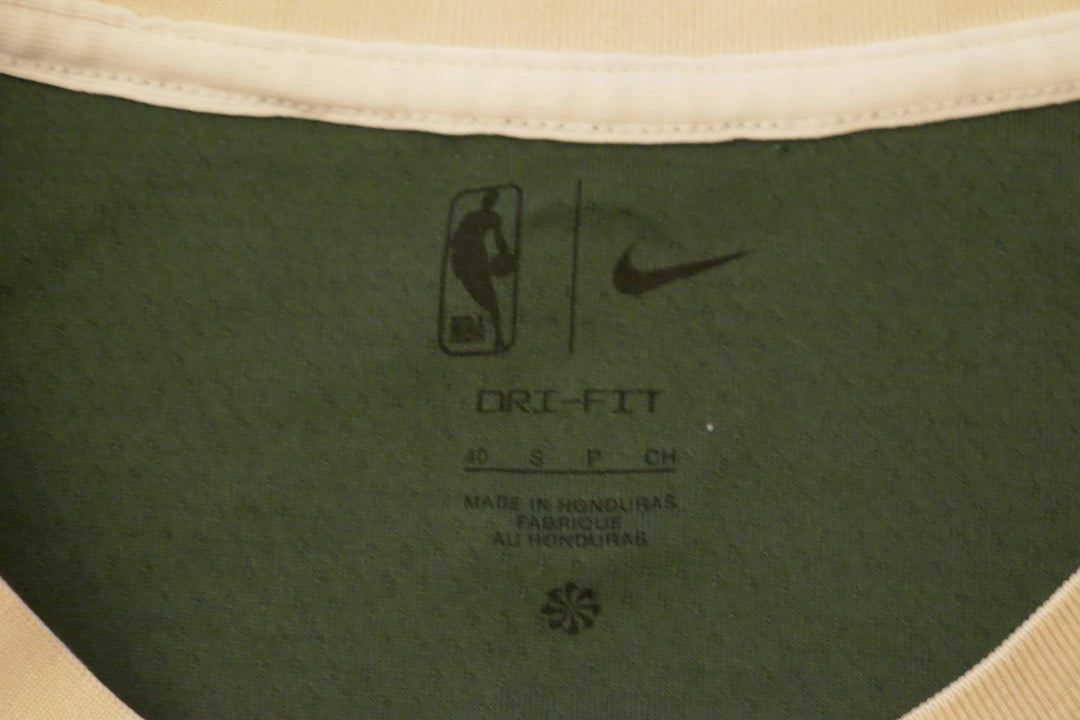 NBA
DRI-FIT
40 S P CH
MADE IN HONDURAS
FABRIQUE
AU HONDURAS